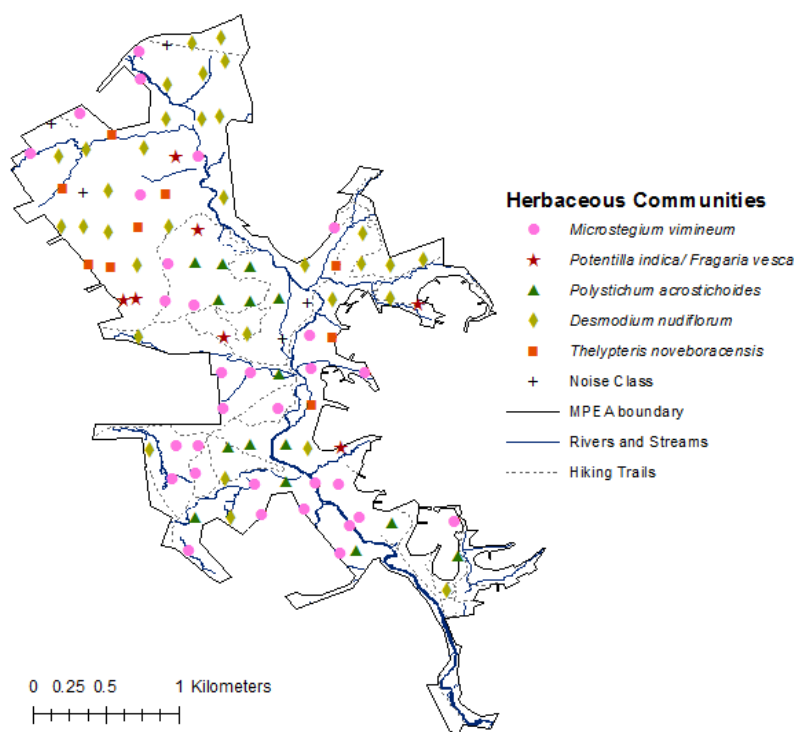 Herbaceous Communities
Microstegium vimineum
Potentilla indica/ Fragaria vesca
Polystichum acrostichoides
Desmodium nudiflorum
Thelypteris noveboracensis
Noise Class
MPEA boundary
Rivers and Streams
Hiking Trails
0 0.25 0.5 1 Kilometers